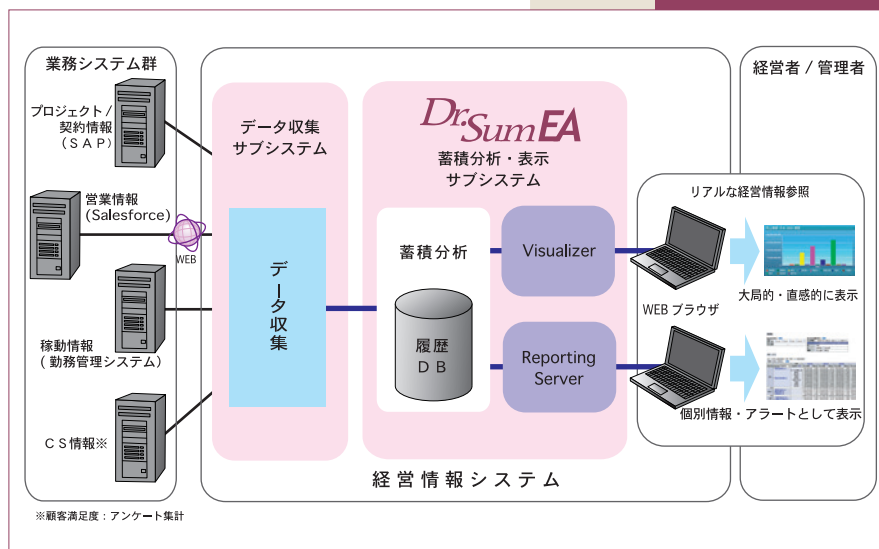 業務システム群
プロジェクト/
契約情報
(SAP)
営業情報
(Salesforce)
WEB
稼動情報
(勤務管理システム)
CS情報※
※顧客満足度：アンケート集計
データ収集
サブシステム
データ収集
Dr.Sum EA
蓄積分析・表示
サブシステム
蓄積分析
履歴
DB
Visualizer
Reporting
Server
経営情報システム
経営者/管理者
リアルな経営情報参照
大局的・直感的に表示
WEBブラウザ
個別情報・アラートとして表示